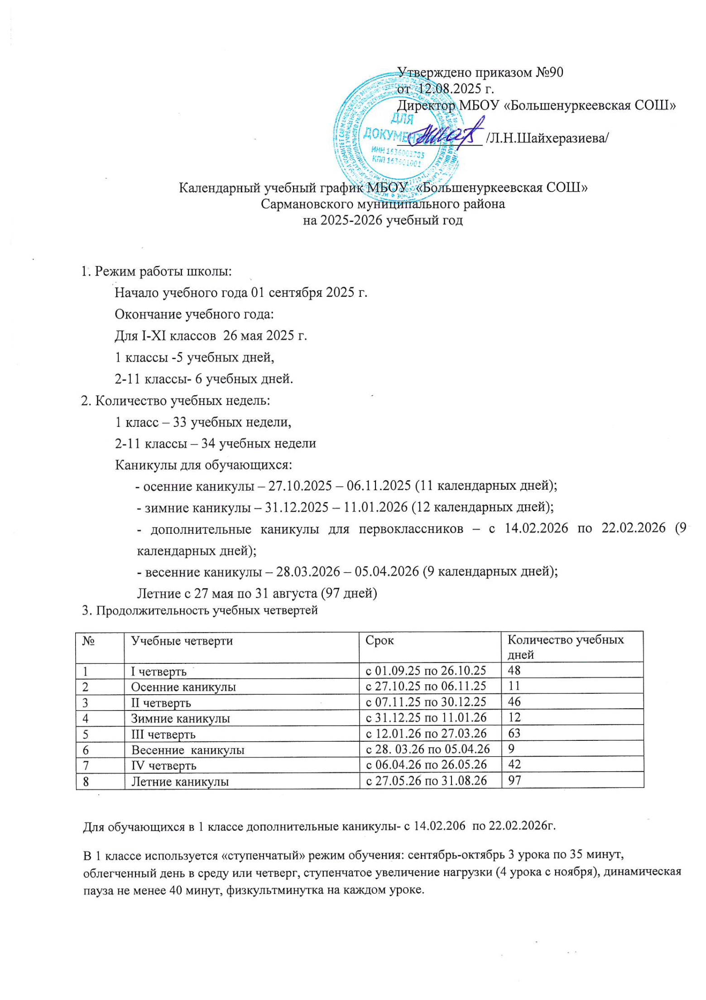 Утверждено приказом №90
от 12.08.2025 г.
Директор МБОУ «Большенуркеевская СОШ»
ДЛЯ
ДОКУМЕНТОВ
/Л.Н.Шайхеразиева/
ИНН 1636003785
КПП 163601001
Календарный учебный график МБОУ «Большенуркеевская СОШ»
Сармановского муниципального района
на 2025-2026 учебный год
1. Режим работы школы:
Начало учебного года 01 сентября 2025 г.
Окончание учебного года:
Для I-XI классов 26 мая 2025 г.
1 классы -5 учебных дней,
2-11 классы- 6 учебных дней.
2. Количество учебных недель:
1 класс – 33 учебных недели,
2-11 классы – 34 учебных недели
Каникулы для обучающихся:
- осенние каникулы – 27.10.2025 – 06.11.2025 (11 календарных дней);
- зимние каникулы – 31.12.2025 – 11.01.2026 (12 календарных дней);
- дополнительные каникулы для первоклассников – с 14.02.2026 по 22.02.2026 (9
календарных дней);
- весенние каникулы – 28.03.2026 – 05.04.2026 (9 календарных дней);
Летние с 27 мая по 31 августа (97 дней)
3. Продолжительность учебных четвертей
№ Учебные четверти Срок Количество учебных
дней
1 I четверть с 01.09.25 по 26.10.25 48
2 Осенние каникулы с 27.10.25 по 06.11.25 11
3 II четверть с 07.11.25 по 30.12.25 46
4 Зимние каникулы с 31.12.25 по 11.01.26 12
5 III четверть с 12.01.26 по 27.03.26 63
6 Весенние каникулы с 28. 03.26 по 05.04.26 9
7 IV четверть с 06.04.26 по 26.05.26 42
8 Летние каникулы с 27.05.26 по 31.08.26 97
Для обучающихся в 1 классе дополнительные каникулы- с 14.02.206 по 22.02.2026г.
В 1 классе используется «ступенчатый» режим обучения: сентябрь-октябрь 3 урока по 35 минут,
облегченный день в среду или четверг, ступенчатое увеличение нагрузки (4 урока с ноября), динамическая
пауза не менее 40 минут, физкультминутка на каждом уроке.